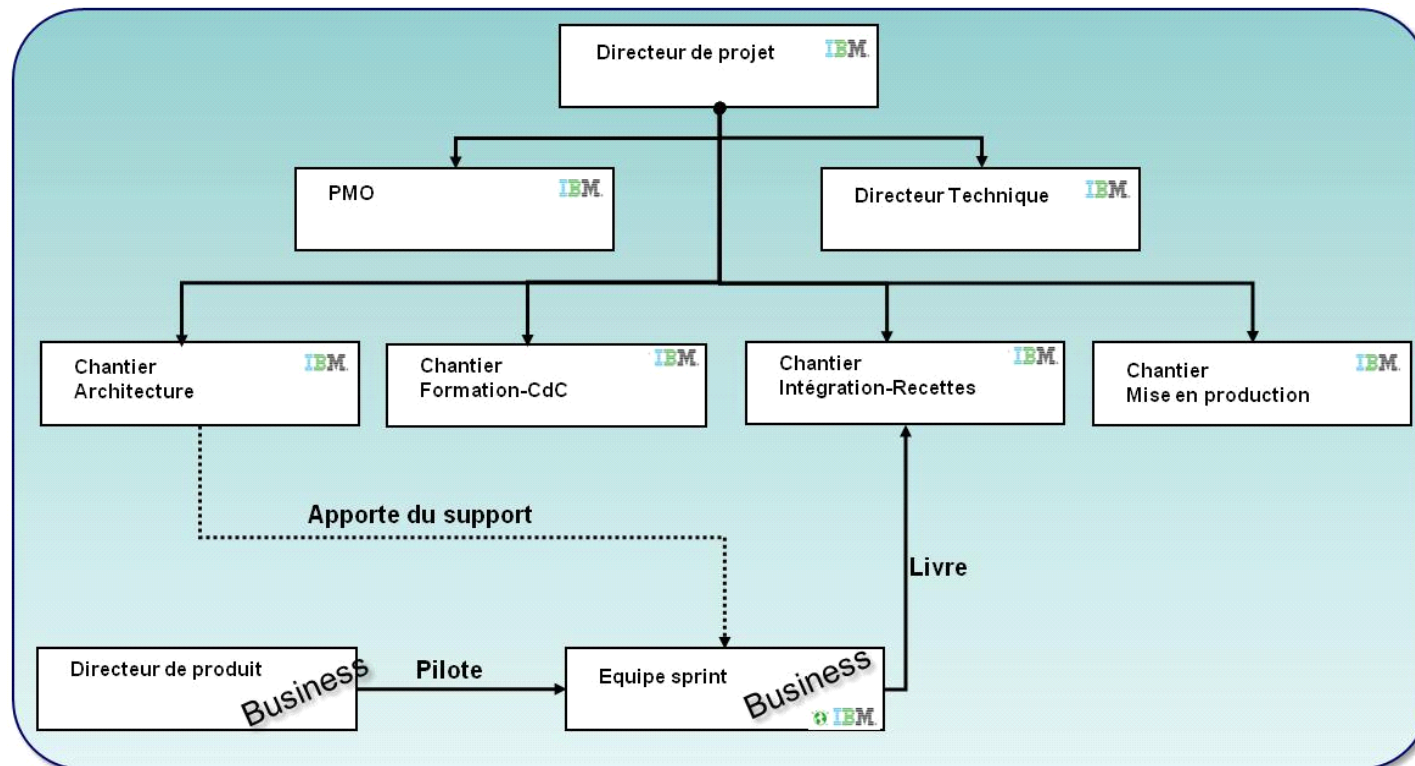 Directeur de projet
IBM
PMO
IBM
Directeur Technique
IBM
Chantier
Architecture
IBM
Chantier
Formation-CdC
IBM
Chantier
Intégration-Recettes
IBM
Chantier
Mise en production
IBM
Apporte du support
Livre
Directeur de produit
Business
Pilote
Equipe sprint
Business
IBM